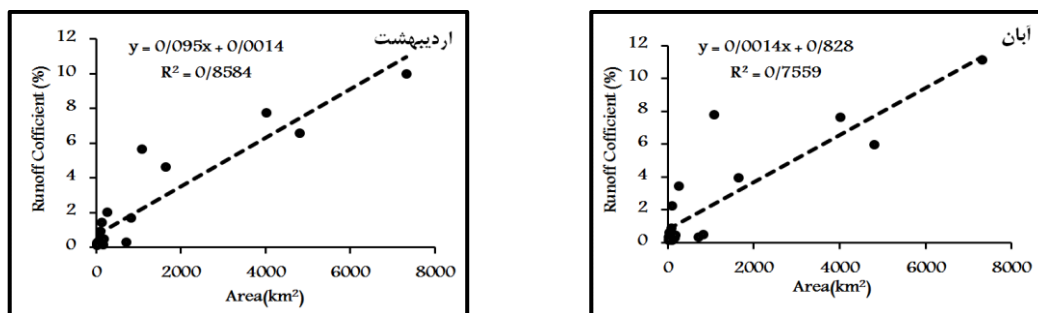 اردیبهشت
y = 0/095x + 0/0014
R² = 0/8584
Runoff Cofficient (%)
12
10
8
6
4
2
0
0 2000 4000 6000 8000
Area(km²)
آبان
y = 0/0014x + 0/828
R² = 0/7559
Runoff Cofficient (%)
12
10
8
6
4
2
0
0 2000 4000 6000 8000
Area(km²)